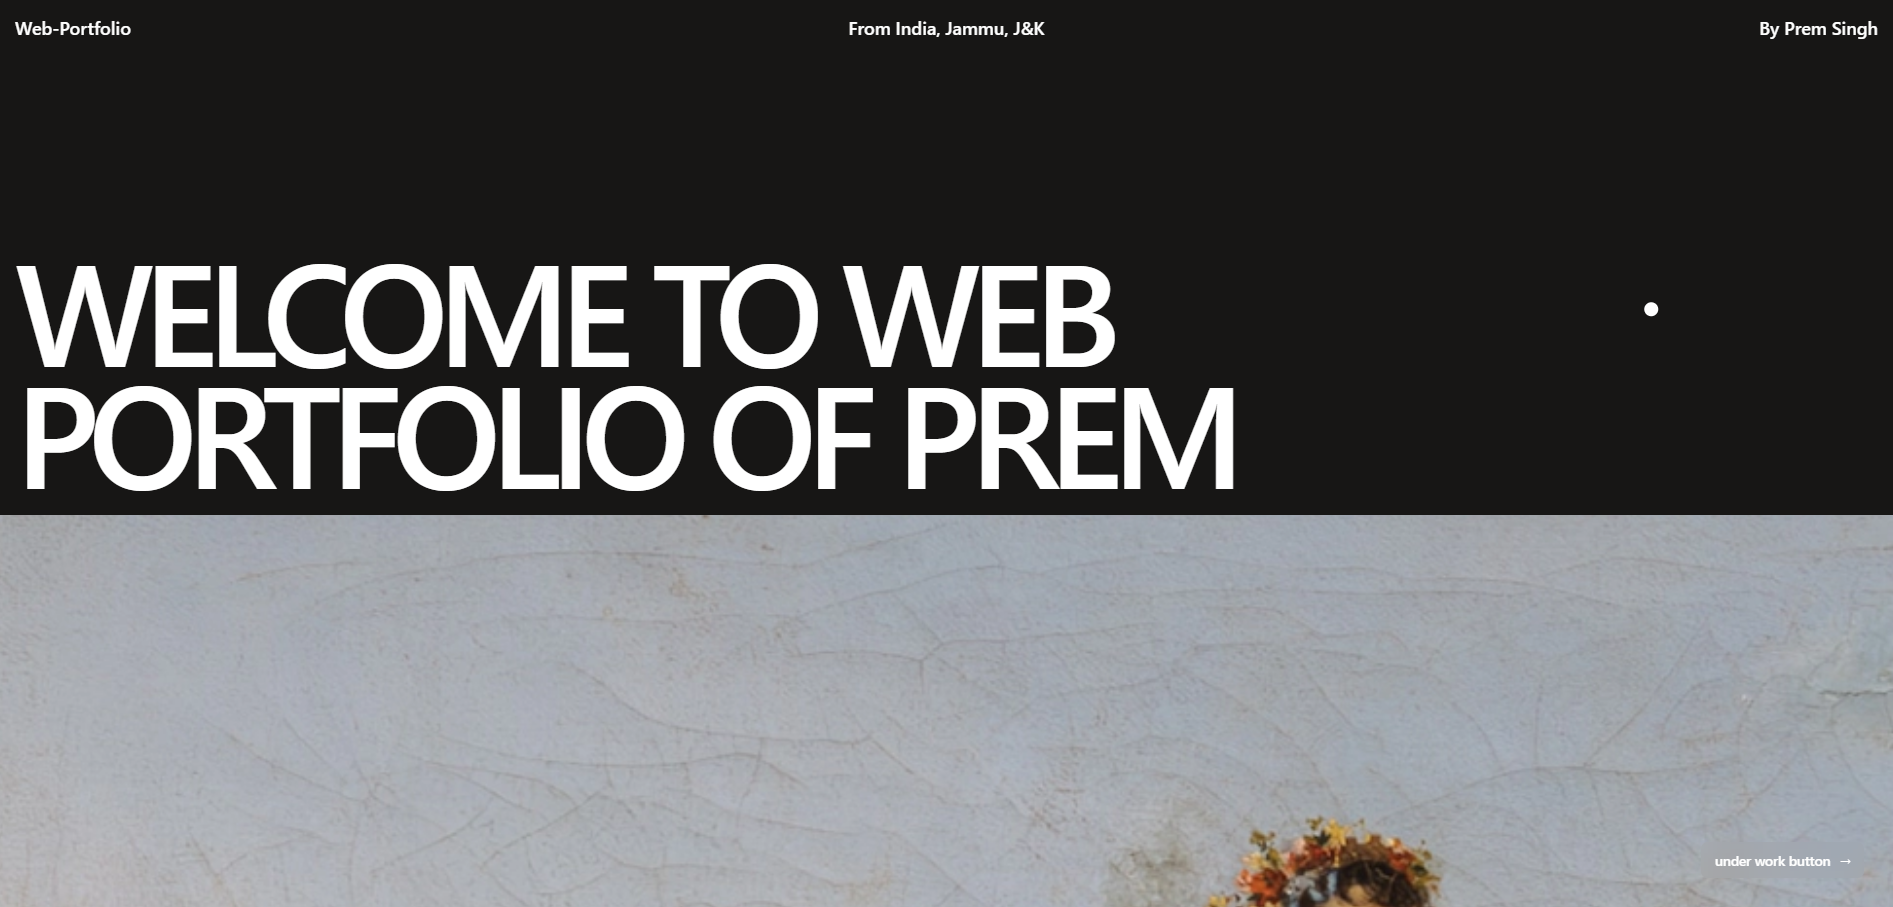 Web-Portfolio
From India, Jammu, J&K
By Prem Singh
WELCOME TO WEB
PORTFOLIO OF PREM
under work button →